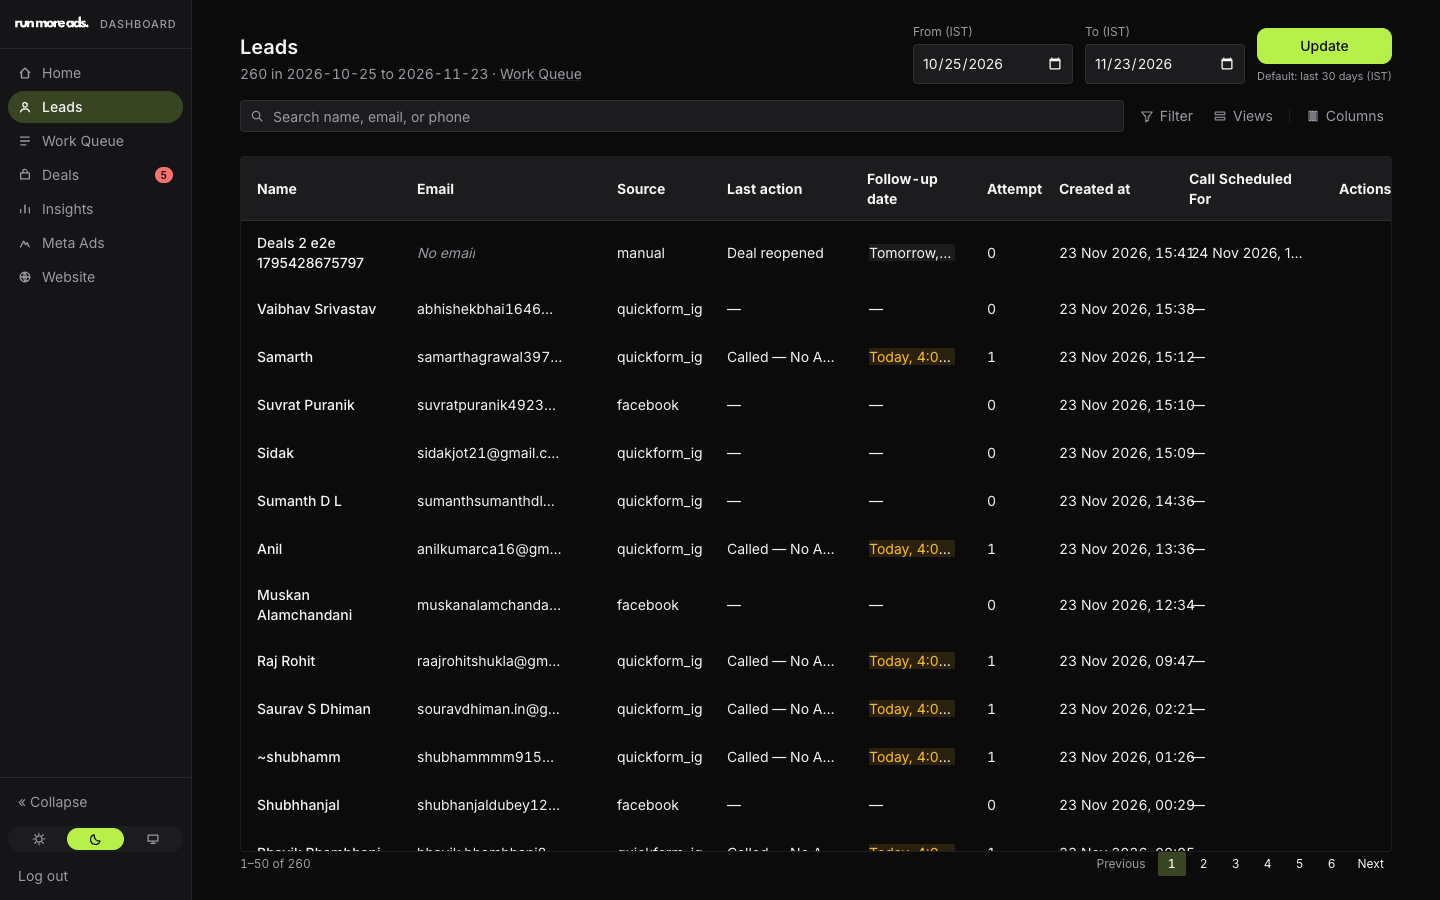 run more ads. DASHBOARD
Home
Leads
Work Queue
Deals 5
Insights
Meta Ads
Website
« Collapse
Log out
Leads
260 in 2026-10-25 to 2026-11-23 · Work Queue
From (IST)
10/25/2026
To (IST)
11/23/2026
Update
Default: last 30 days (IST)
Search name, email, or phone
Filter Views Columns
Name Email Source Last action Follow-up date Attempt Created at Call Scheduled For Actions
Deals 2 e2e 1795428675797 No email manual Deal reopened Tomorrow,... 0 23 Nov 2026, 15:41 24 Nov 2026, 1...
Vaibhav Srivastav abhishekbhai1646... quickform_ig — — 0 23 Nov 2026, 15:38 —
Samarth samarthagrawal397... quickform_ig Called — No A... Today, 4:0... 1 23 Nov 2026, 15:12 —
Suvrat Puranik suvratpuranik4923... facebook — — 0 23 Nov 2026, 15:10 —
Sidak sidakjot21@gmail.c... quickform_ig — — 0 23 Nov 2026, 15:09 —
Sumanth D L sumanthsumanthdl... quickform_ig — — 0 23 Nov 2026, 14:36 —
Anil anilkumarca16@gm... quickform_ig Called — No A... Today, 4:0... 1 23 Nov 2026, 13:36 —
Muskan Alamchandani muskanalamchanda... facebook — — 0 23 Nov 2026, 12:34 —
Raj Rohit raajrohitshukla@gm... quickform_ig Called — No A... Today, 4:0... 1 23 Nov 2026, 09:47 —
Saurav S Dhiman souravdhiman.in@g... quickform_ig Called — No A... Today, 4:0... 1 23 Nov 2026, 02:21 —
~shubhamm shubhammmm915... quickform_ig Called — No A... Today, 4:0... 1 23 Nov 2026, 01:26 —
Shubhhanjal shubhanjaldubey12... facebook — — 0 23 Nov 2026, 00:29 —
1–50 of 260
Previous 1 2 3 4 5 6 Next